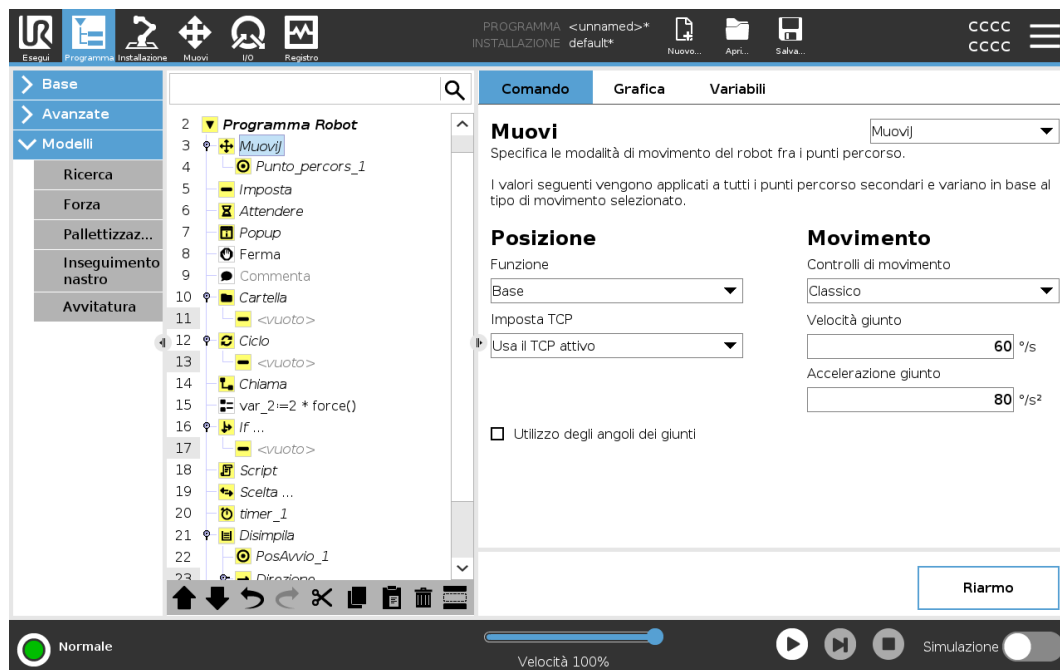 PROGRAMMA <unnamed>*
INSTALLAZIONE default*
UR
Esegui
Programma
Installazione
Muovi
I/O
Registro
Nuovo...
Apri...
Salva...
CCCC
CCCC
Base
Avanzate
Modelli
Ricerca
Forza
Pallettizzaz...
Inseguimento
nastro
Avvitatura
2 Programma Robot
3 MuoviJ
4 Punto_percors_1
5 Imposta
6 Attendere
7 Popup
8 Ferma
9 Commenta
10 Cartella
11 <vuoto>
12 Ciclo
13 <vuoto>
14 Chiama
15 var_2:=2 * force()
16 If ...
17 <vuoto>
18 Script
19 Scelta ...
20 timer_1
21 Disimpila
22 PosAvvio_1
23 Direzione
Comando Grafica Variabili
Muovi
MuoviJ
Specifica le modalità di movimento del robot fra i punti percorso.
I valori seguenti vengono applicati a tutti i punti percorso secondari e variano in base al
tipo di movimento selezionato.
Posizione
Funzione
Base
Imposta TCP
Usa il TCP attivo
Movimento
Controlli di movimento
Classico
Velocità giunto
60 °/s
Accelerazione giunto
80 °/s²
Utilizzo degli angoli dei giunti
Riarmo
Normale
Velocità 100%
Simulazione